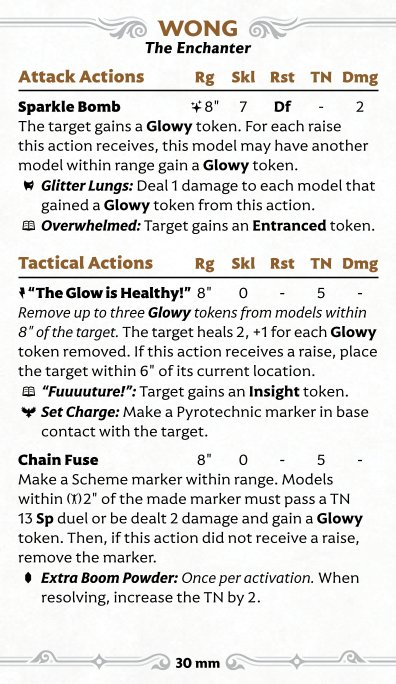 WONG
The Enchanter
Attack Actions Rg Skl Rst TN Dmg
Sparkle Bomb 8" 7 Df - 2
The target gains a Glowy token. For each raise
this action receives, this model may have another
model within range gain a Glowy token.
Glitter Lungs: Deal 1 damage to each model that
gained a Glowy token from this action.
Overwhelmed: Target gains an Entranced token.
Tactical Actions Rg Skl Rst TN Dmg
"The Glow is Healthy!" 8" 0 - 5 -
Remove up to three Glowy tokens from models within
8" of the target. The target heals 2, +1 for each Glowy
token removed. If this action receives a raise, place
the target within 6" of its current location.
"Fuuuuture!": Target gains an Insight token.
Set Charge: Make a Pyrotechnic marker in base
contact with the target.
Chain Fuse 8" 0 - 5 -
Make a Scheme marker within range. Models
within 2" of the made marker must pass a TN
13 Sp duel or be dealt 2 damage and gain a Glowy
token. Then, if this action did not receive a raise,
remove the marker.
Extra Boom Powder: Once per activation. When
resolving, increase the TN by 2.
30 mm